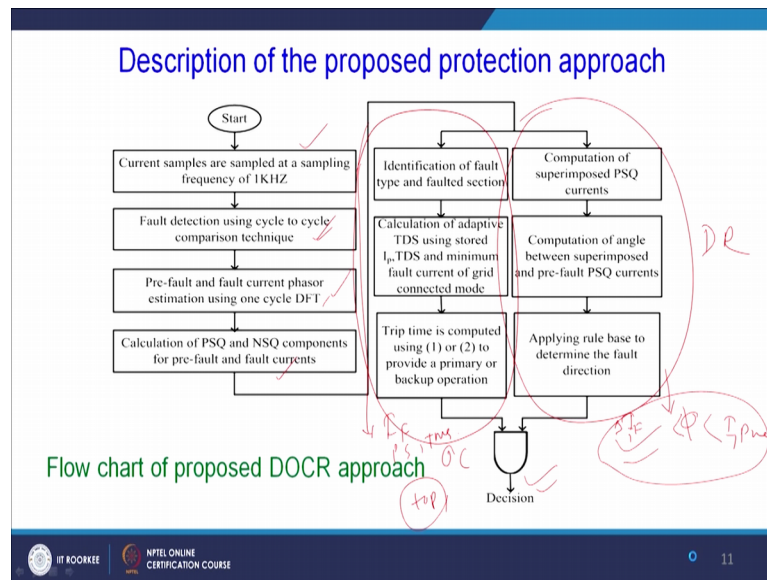 Description of the proposed protection approach
Start
Current samples are sampled at a sampling
frequency of 1KHZ
Fault detection using cycle to cycle
comparison technique
Pre-fault and fault current phasor
estimation using one cycle DFT
Calculation of PSQ and NSQ components
for pre-fault and fault currents
Identification of fault
type and faulted section
Calculation of adaptive
TDS using stored
Ip,TDS and minimum
fault current of grid
connected mode
Trip time is computed
using (1) or (2) to
provide a primary or
backup operation
Computation of
superimposed PSQ
currents
Computation of angle
between superimposed
and pre-fault PSQ currents
Applying rule base to
determine the fault
direction
DR
OC
top
Decision
Flow chart of proposed DOCR approach
IIT ROORKEE
NPTEL ONLINE
CERTIFICATION COURSE
11